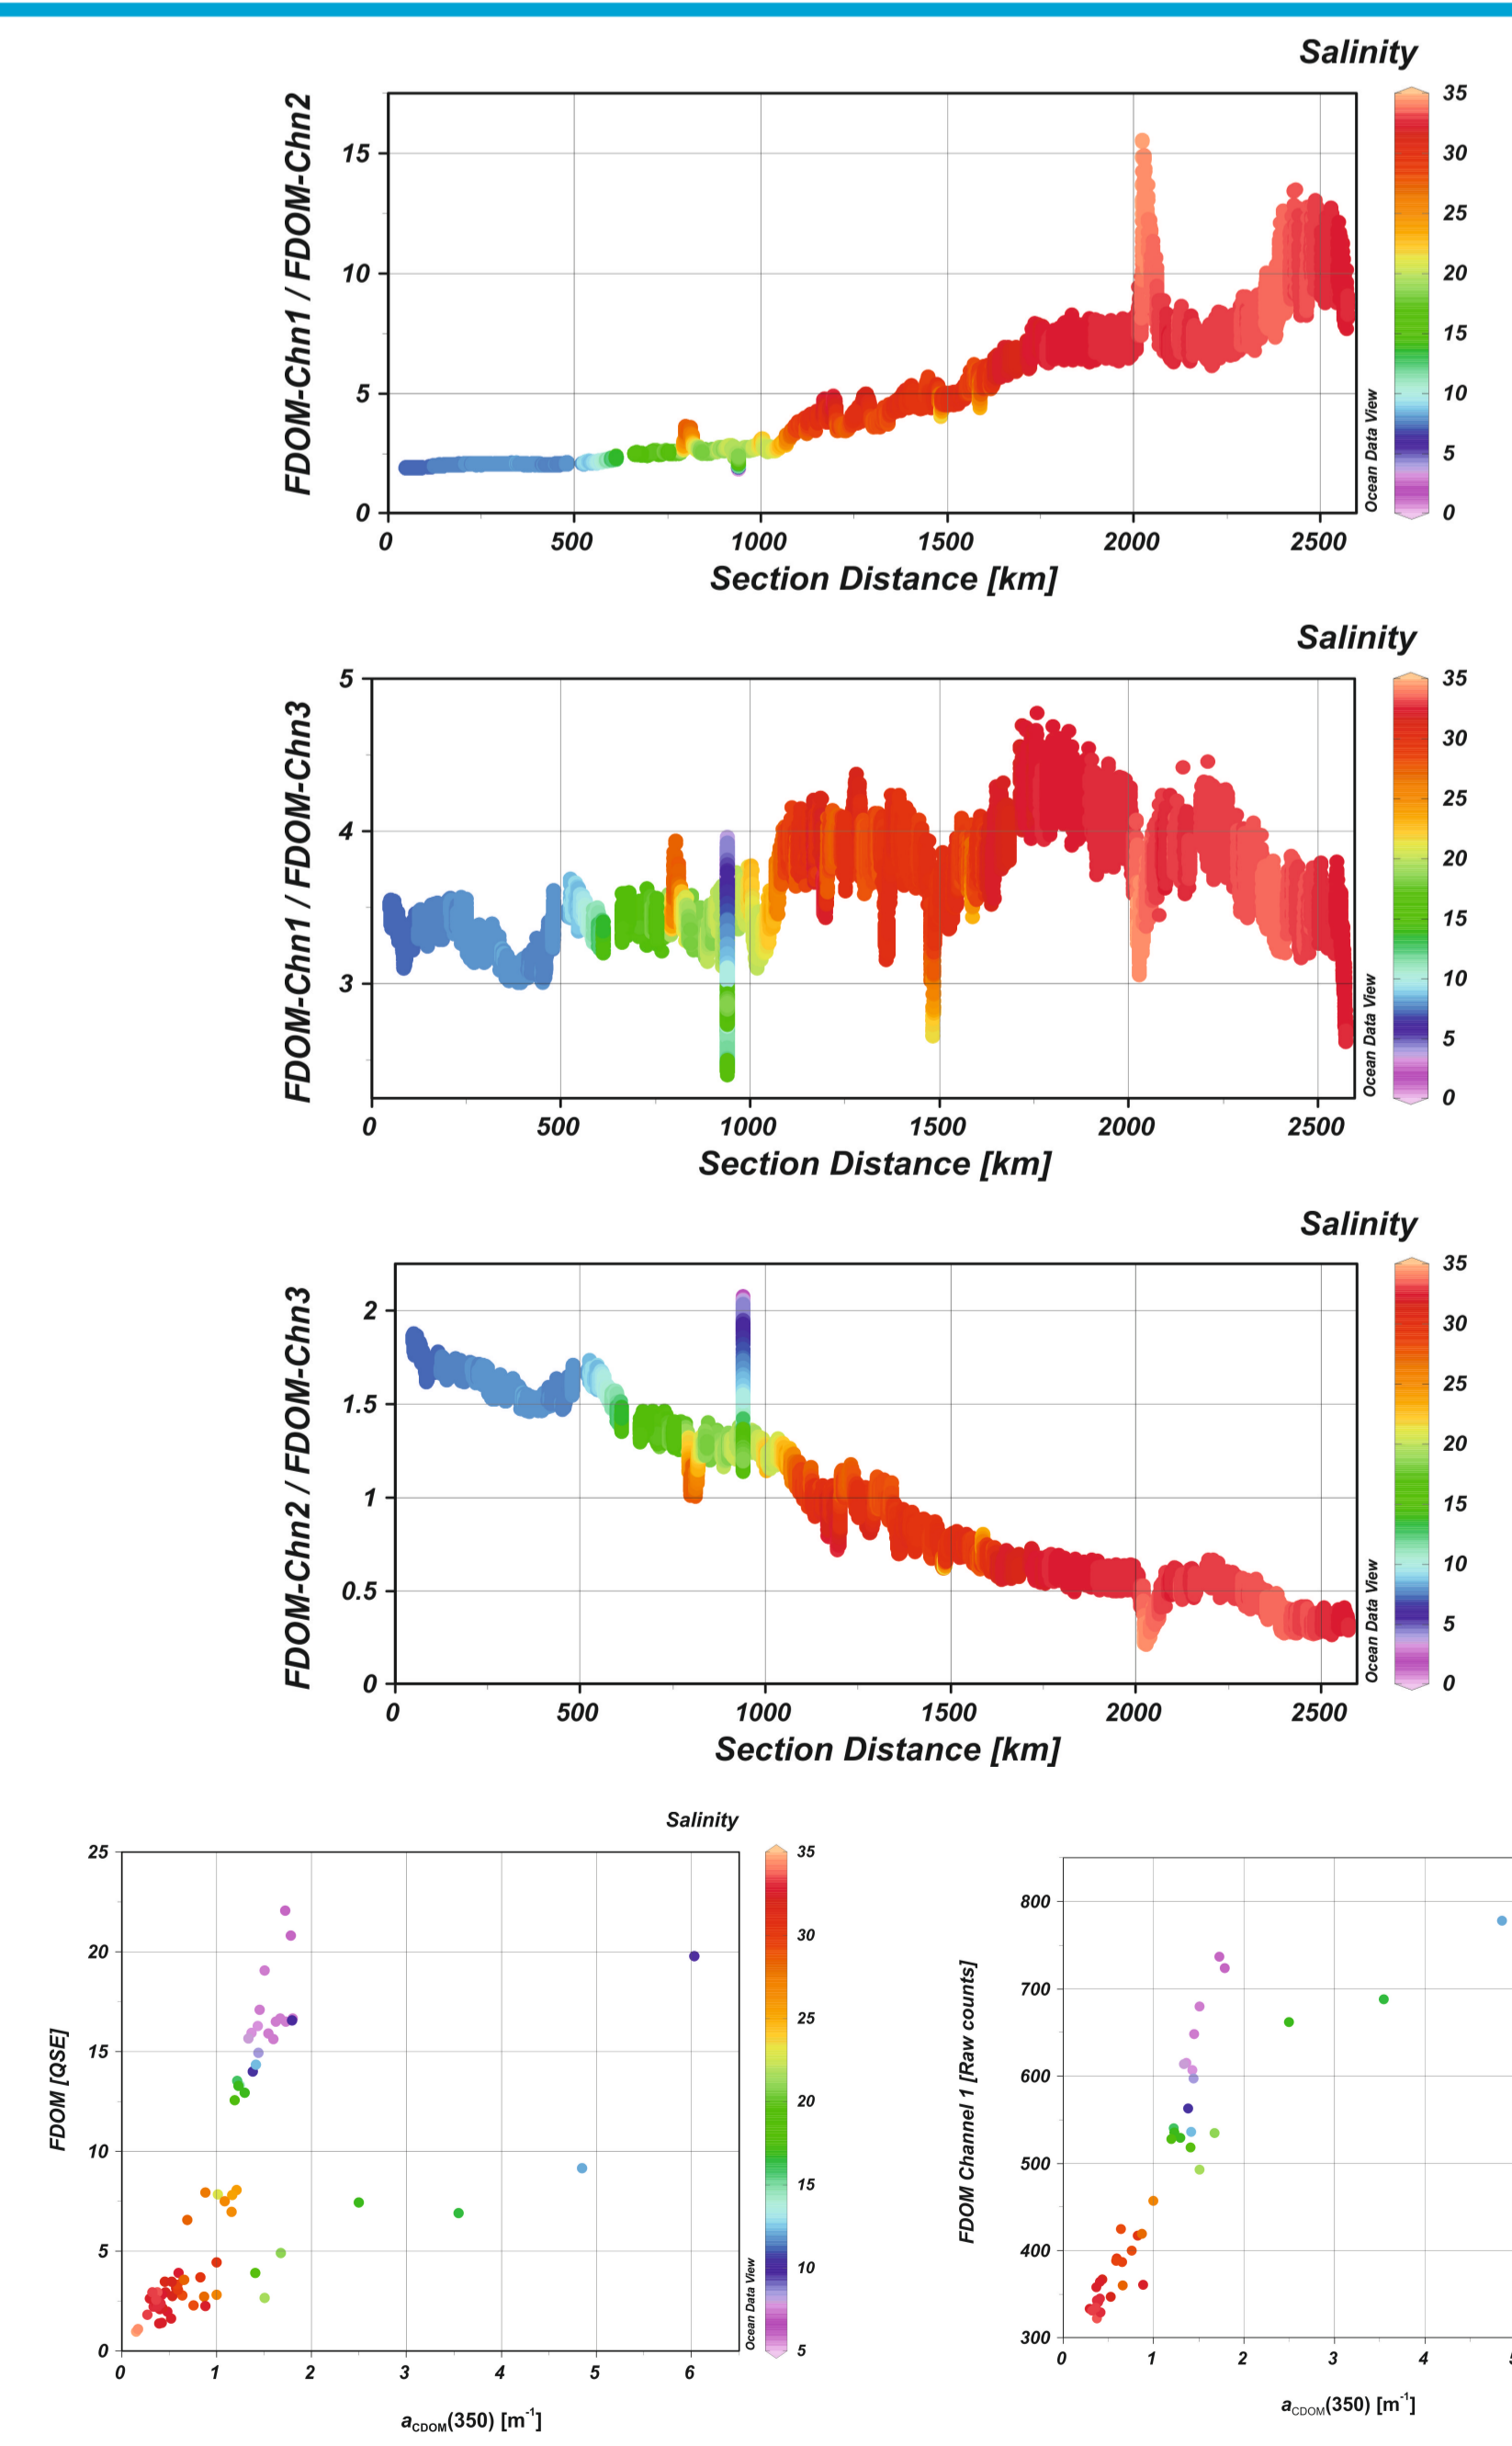 Salinity
FDOM-Chn1 / FDOM-Chn2
15
10
5
0
0 500 1000 1500 2000 2500
Section Distance [km]
Ocean Data View
35
30
25
20
15
10
5
0
Salinity
FDOM-Chn1 / FDOM-Chn3
5
4
3
0 500 1000 1500 2000 2500
Section Distance [km]
Ocean Data View
35
30
25
20
15
10
5
0
Salinity
FDOM-Chn2 / FDOM-Chn3
2
1.5
1
0.5
0
0 500 1000 1500 2000 2500
Section Distance [km]
Ocean Data View
35
30
25
20
15
10
5
0
Salinity
FDOM [QSE]
25
20
15
10
5
0
0 1 2 3 4 5 6
aCDOM(350) [m-1]
Ocean Data View
35
30
25
20
15
10
5
FDOM Channel 1 [Raw counts]
800
700
600
500
400
300
0 1 2 3 4
aCDOM(350) [m-1]